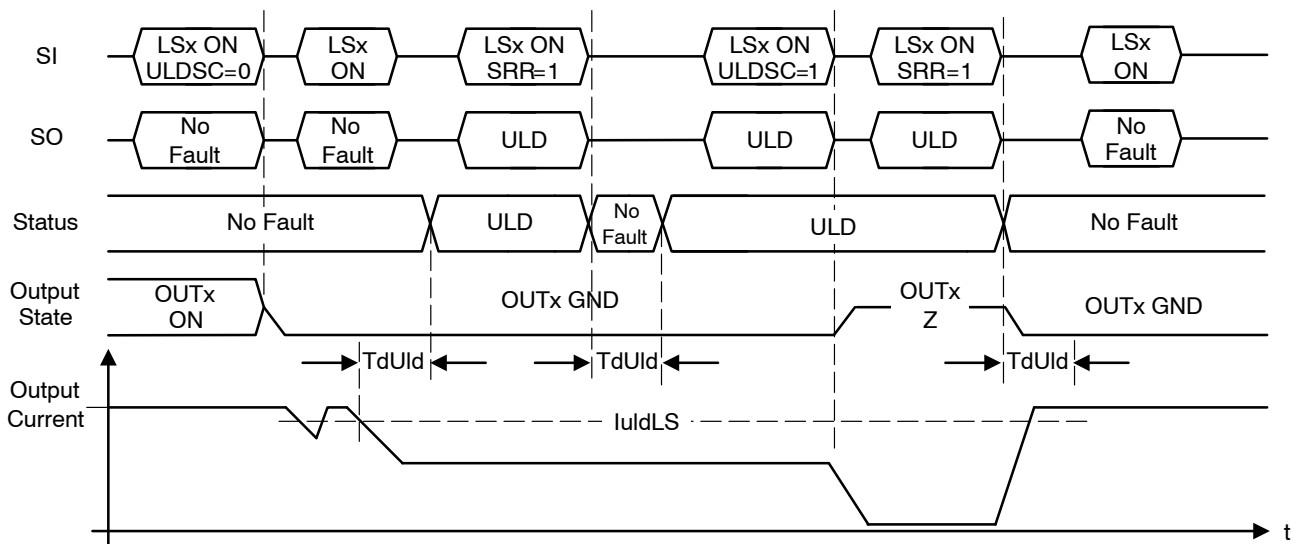 SI
LSx ON
ULDSC=0
LSx
ON
LSx ON
SRR=1
LSx ON
ULDSC=1
LSx ON
SRR=1
LSx
ON
SO
No
Fault
No
Fault
ULD
ULD
ULD
No
Fault
Status
No Fault
ULD
No
Fault
ULD
No Fault
Output
State
OUTx
ON
OUTx GND
OUTx
Z
OUTx GND
TdUld
TdUld
TdUld
Output
Current
IuldLS
t